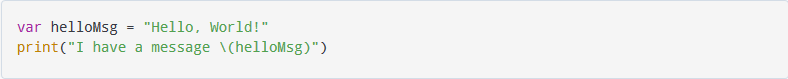 var helloMsg = "Hello, World!"
print("I have a message \(helloMsg)")